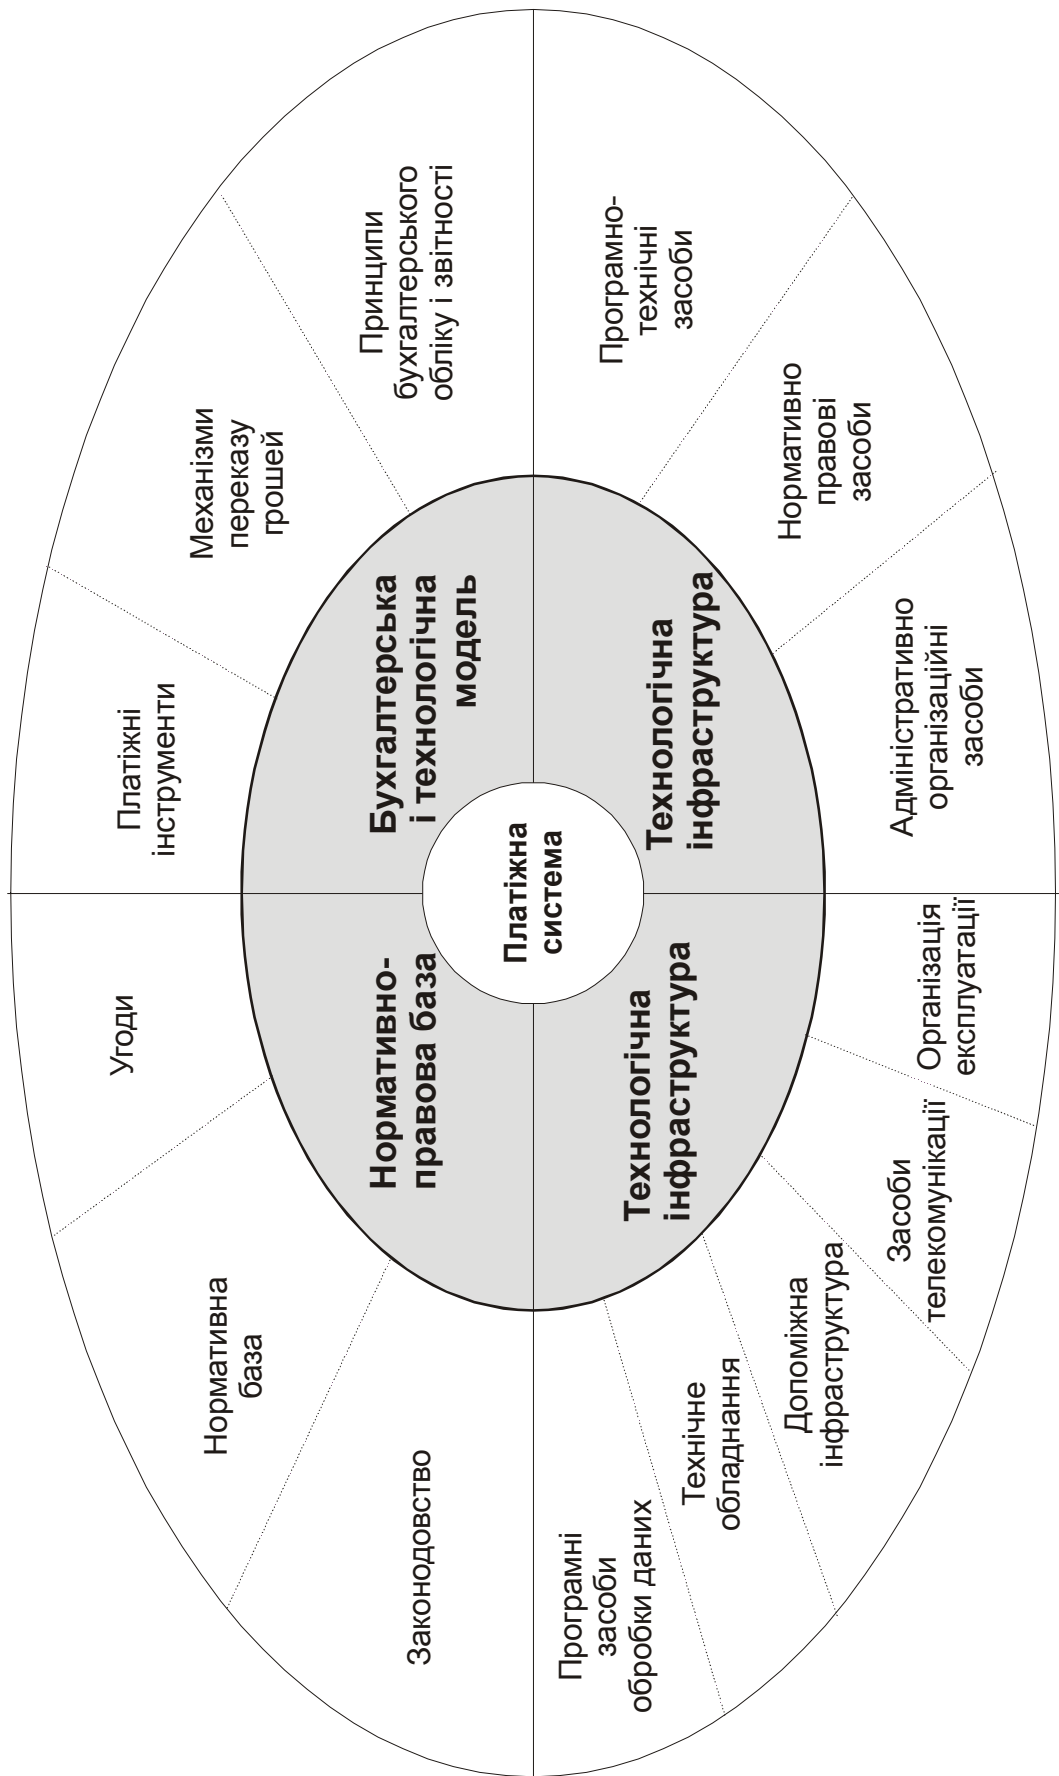 Угоди
Платіжні
інструменти
Нормативна
база
Механізми
переказу
грошей
Законодовство
Принципи
бухгалтерського
обліку і звітності
Нормативно-
правова база
Бухгалтерська
і технологічна
модель
Платіжна
система
Технологічна
інфраструктура
Технологічна
інфраструктура
Програмні
засоби
обробки даних
Технічне
обладнання
Допоміжна
інфраструктура
Засоби
телекомунікації
Організація
експлуатації
Адміністративно
організаційні
засоби
Нормативно
правові
засоби
Програмно-
технічні
засоби